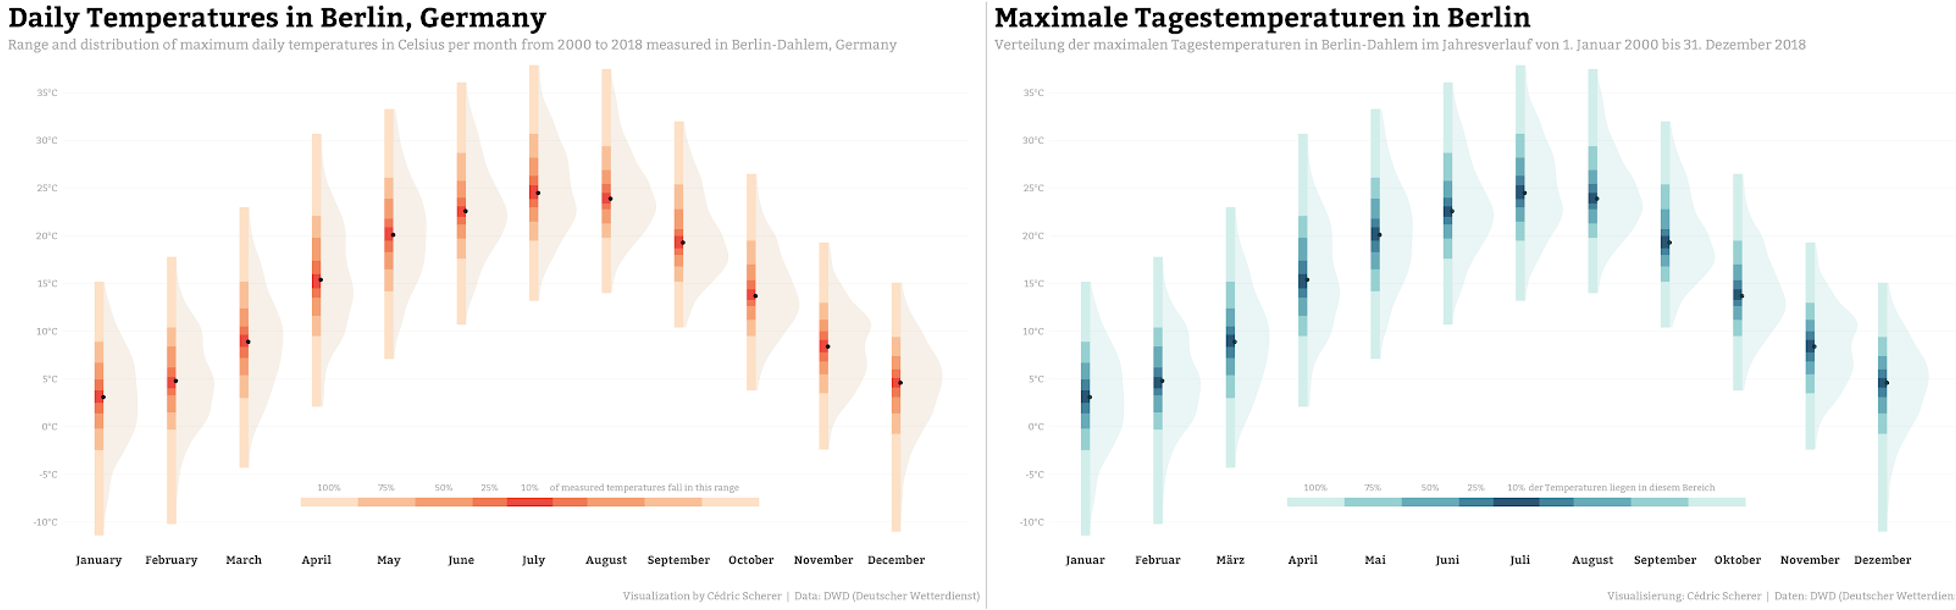 Daily Temperatures in Berlin, Germany
Range and distribution of maximum daily temperatures in Celsius per month from 2000 to 2018 measured in Berlin-Dahlem, Germany
35°C
30°C
25°C
20°C
15°C
10°C
5°C
0°C
-5°C
-10°C
100% 75% 50% 25% 10% of measured temperatures fall in this range
January February March April May June July August September October November December
Visualization by Cédric Scherer | Data: DWD (Deutscher Wetterdienst)
Maximale Tagestemperaturen in Berlin
Verteilung der maximalen Tagestemperaturen in Berlin-Dahlem im Jahresverlauf von 1. Januar 2000 bis 31. Dezember 2018
35°C
30°C
25°C
20°C
15°C
10°C
5°C
0°C
-5°C
-10°C
100% 75% 50% 25% 10% der Temperaturen liegen in diesem Bereich
Januar Februar März April Mai Juni Juli August September Oktober November Dezember
Visualisierung: Cédric Scherer | Daten: DWD (Deutscher Wetterdien